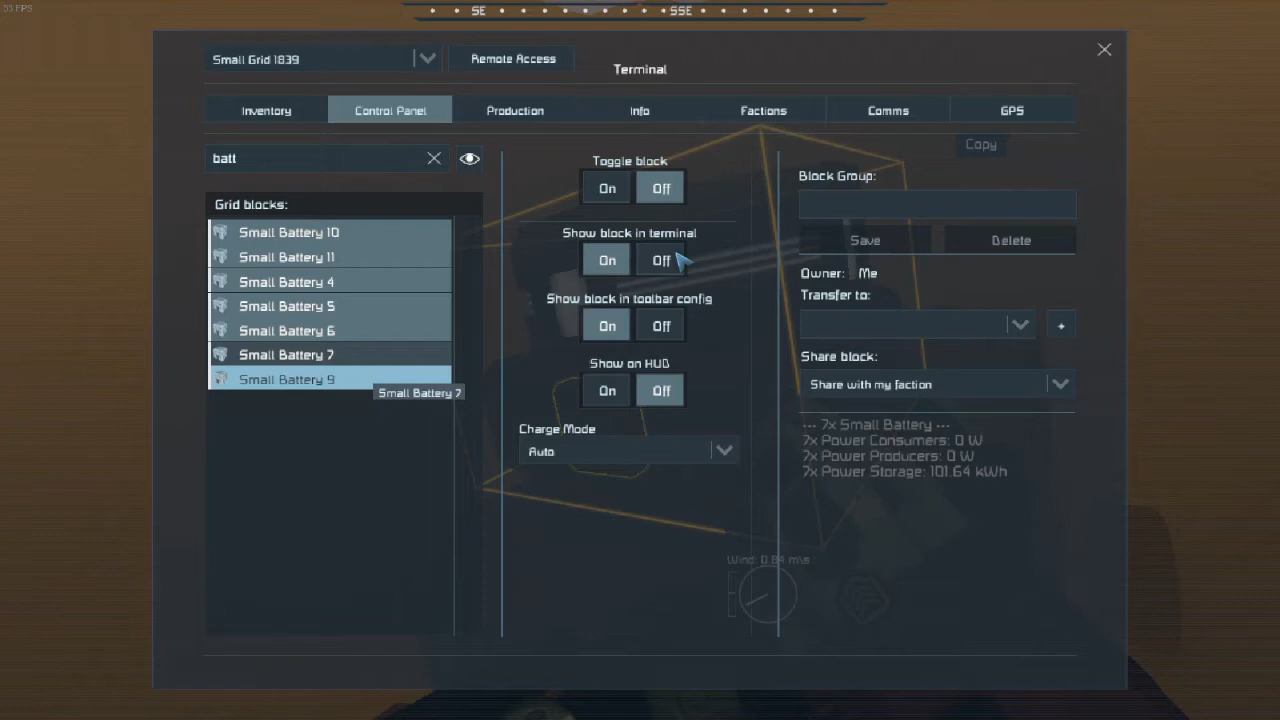 33 FPS
SE SSE
Small Grid 1839
Remote Access
Terminal
Inventory Control Panel Production Info Factions Comms GPS
batt
Copy
Toggle block
On Off
Block Group:
Grid blocks:
Small Battery 10
Small Battery 11
Small Battery 4
Small Battery 5
Small Battery 6
Small Battery 7
Small Battery 9
Small Battery 7
Show block in terminal
On Off
Show block in toolbar config
On Off
Show on HUD
On Off
Charge Mode
Auto
Save Delete
Owner: Me
Transfer to:
Share block:
Share with my faction
--- 7x Small Battery ---
7x Power Consumers: 0 W
7x Power Producers: 0 W
7x Power Storage: 101.64 kWh
Wind: 0.84 m/s